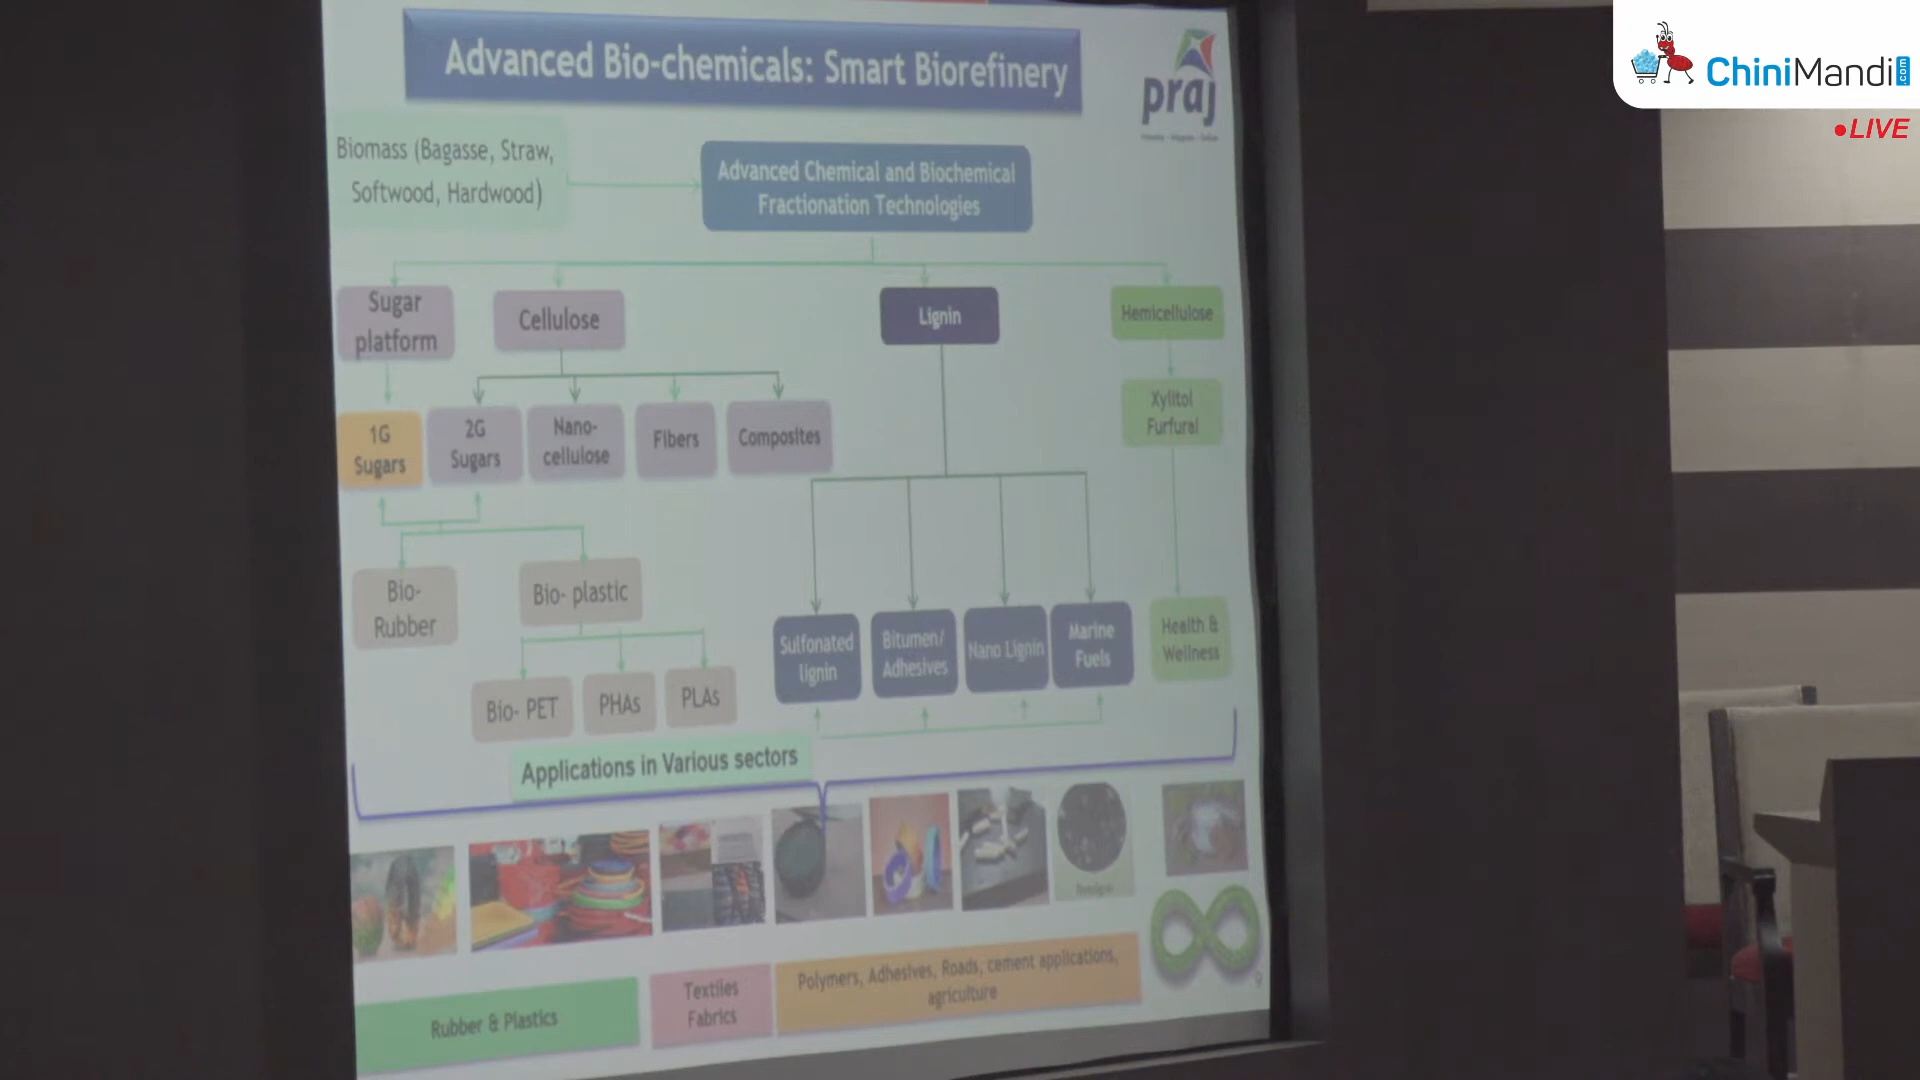 Advanced Bio-chemicals: Smart Biorefinery
praj
ChiniMandi.com
LIVE
Biomass (Bagasse, Straw,
Softwood, Hardwood)
Advanced Chemical and Biochemical
Fractionation Technologies
Sugar
platform
Cellulose
Lignin
Hemicellulose
1G
Sugars
2G
Sugars
Nano-
cellulose
Fibers
Composites
Xylitol
Furfural
Bio-
Rubber
Bio- plastic
Sulfonated
lignin
Bitumen/
Adhesives
Nano Lignin
Marine
Fuels
Health &
Wellness
Bio- PET
PHAs
PLAs
Applications in Various sectors
Rubber & Plastics
Textiles
Fabrics
Polymers, Adhesives, Roads, cement applications,
agriculture